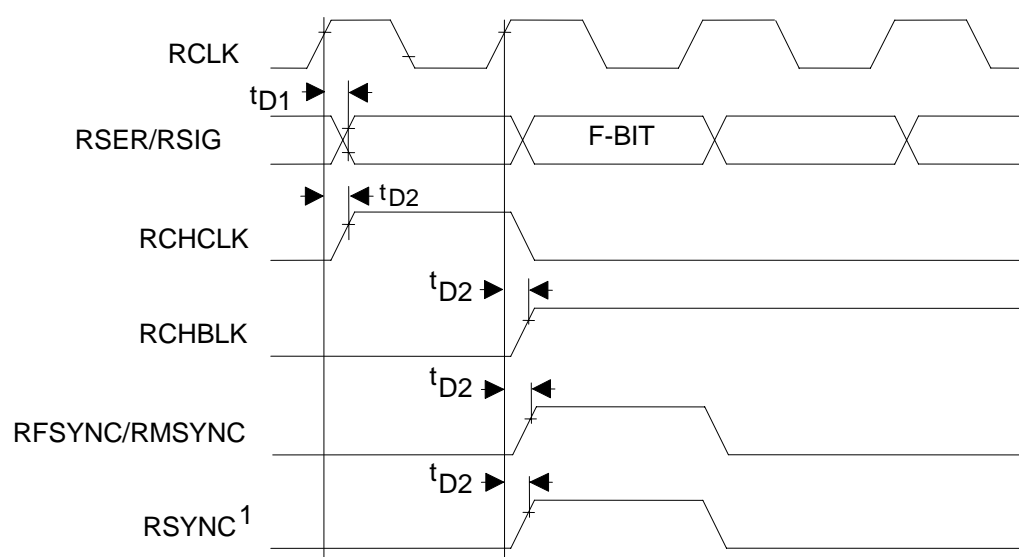 RCLK
tD1
RSER/RSIG
F-BIT
tD2
RCHCLK
tD2
RCHBLK
tD2
RFSYNC/RMSYNC
tD2
RSYNC1